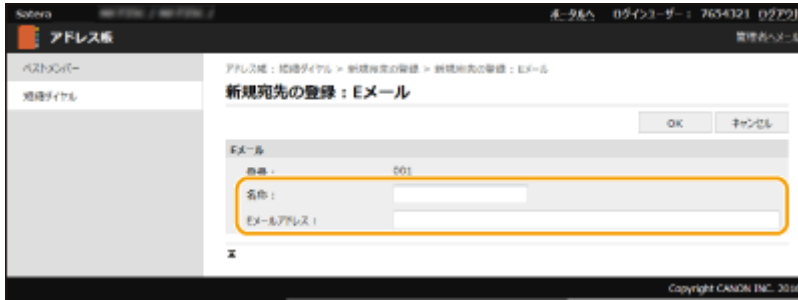 Satera
ポータルへ ログインユーザー: 7654321 ログアウト
アドレス帳
管理者へメール
ベストメンバー
短縮ダイヤル
アドレス帳:短縮ダイヤル > 新規宛先の登録 > 新規宛先の登録:Eメール
新規宛先の登録:Eメール
OK キャンセル
Eメール
番号: 001
名称:
Eメールアドレス:
Copyright CANON INC. 2016